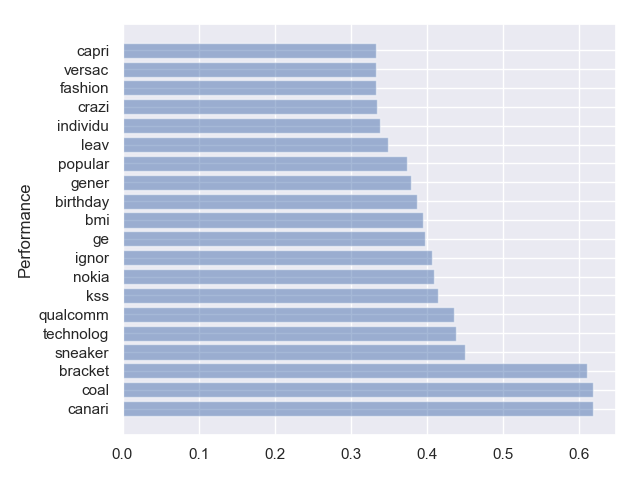 capri
versac
fashion
crazi
individu
leav
popular
gener
birthday
bmi
ge
ignor
nokia
kss
qualcomm
technolog
sneaker
bracket
coal
canari
Performance
0.0 0.1 0.2 0.3 0.4 0.5 0.6